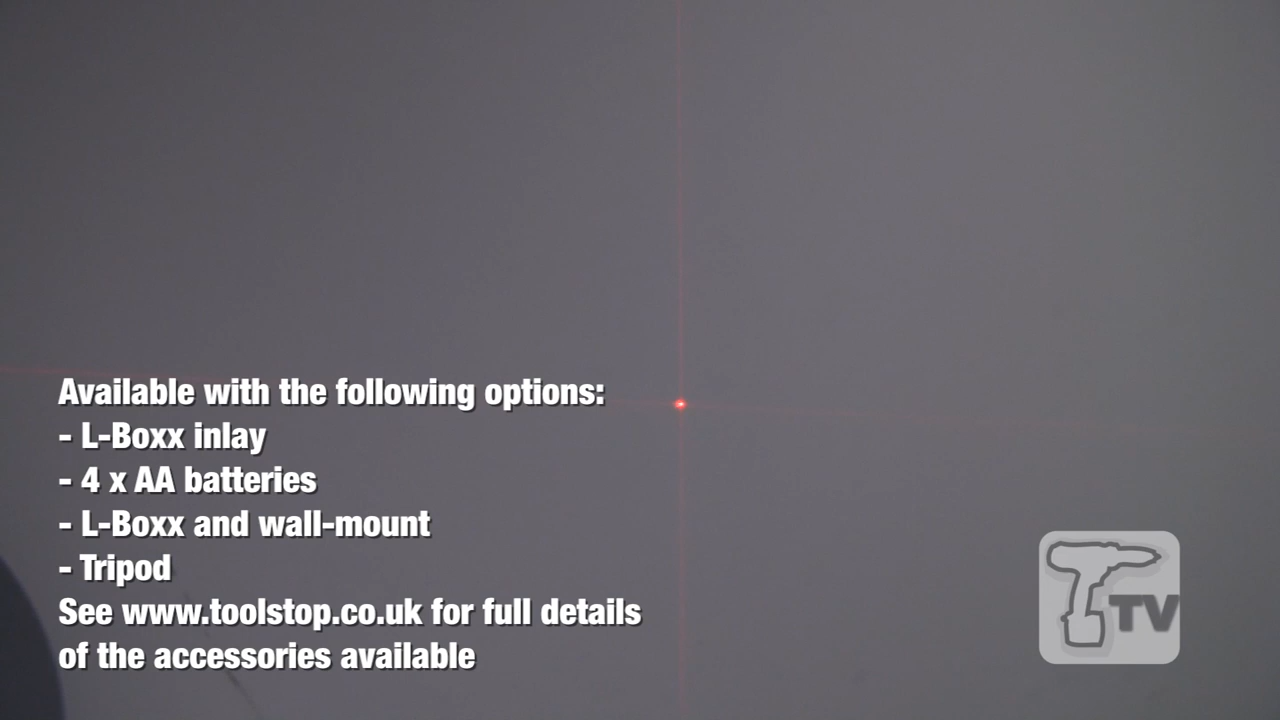 Available with the following options:
- L-Boxx inlay
- 4 x AA batteries
- L-Boxx and wall-mount
- Tripod
See www.toolstop.co.uk for full details
of the accessories available
TV